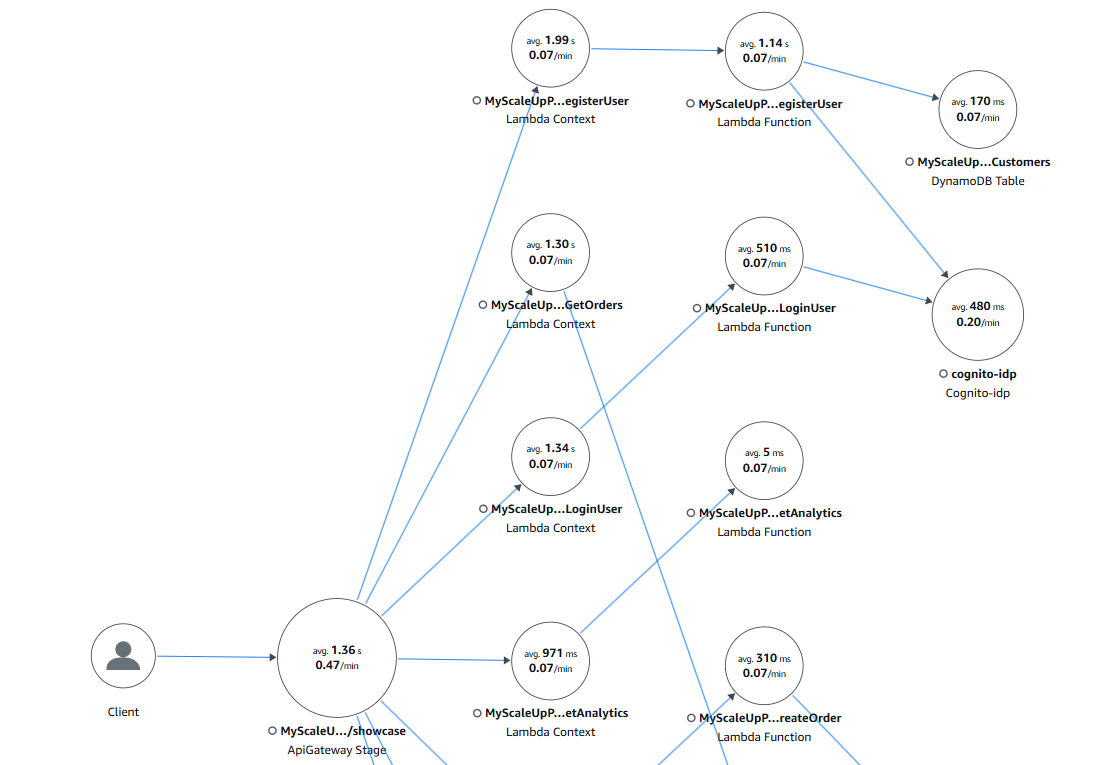 avg. 1.99 s
0.07/min
MyScaleUpP...egisterUser
Lambda Context
avg. 1.14 s
0.07/min
MyScaleUpP...egisterUser
Lambda Function
avg. 170 ms
0.07/min
MyScaleUp...Customers
DynamoDB Table
avg. 1.30 s
0.07/min
MyScaleUp...GetOrders
Lambda Context
avg. 510 ms
0.07/min
MyScaleUp...LoginUser
Lambda Function
avg. 480 ms
0.20/min
cognito-idp
Cognito-idp
avg. 1.34 s
0.07/min
MyScaleUp...LoginUser
Lambda Context
avg. 5 ms
0.07/min
MyScaleUpP...etAnalytics
Lambda Function
Client
avg. 1.36 s
0.47/min
MyScaleU.../showcase
ApiGateway Stage
avg. 971 ms
0.07/min
MyScaleUpP...etAnalytics
Lambda Context
avg. 310 ms
0.07/min
MyScaleUpP...reateOrder
Lambda Function